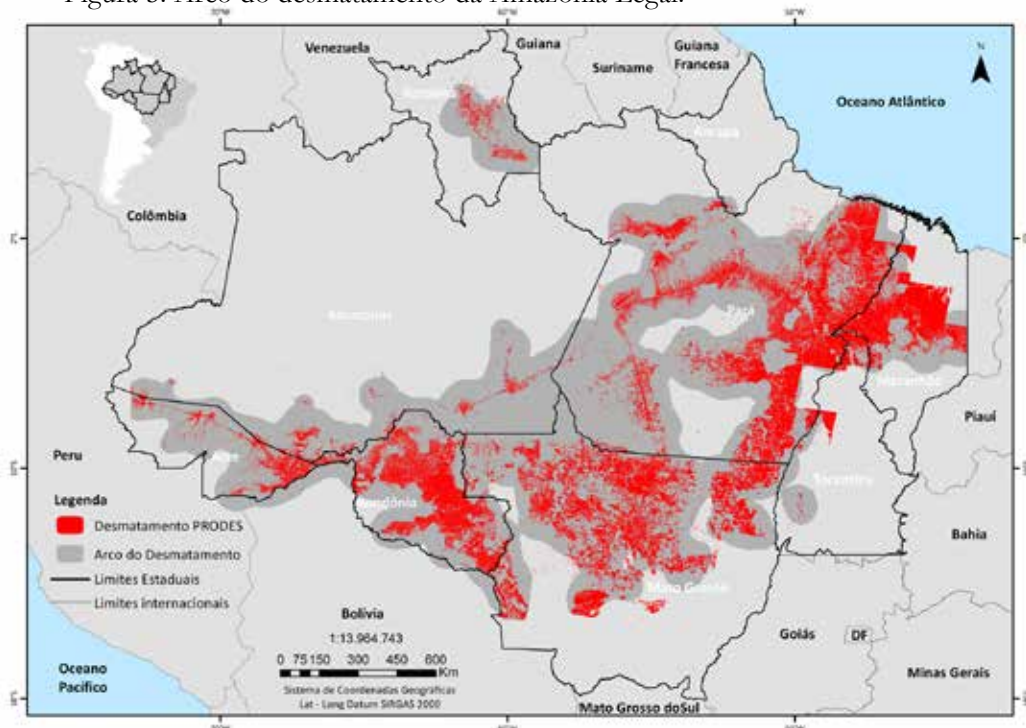 Figura 3. Arco do desmatamento da Amazônia Legal.
Venezuela
Guiana
Suriname
Guiana
Francesa
N
Oceano Atlântico
Roraima
Amapá
Colômbia
Amazonas
Pará
Maranhão
Piauí
Peru
Acre
Rondônia
Tocantins
Bahia
Mato Grosso
Legenda
Desmatamento PRODES
Arco do Desmatamento
Limites Estaduais
Limites internacionais
Bolívia
1:13.964.743
0 75 150 300 450 600
Km
Sistema de Coordenadas Geográficas
Lat - Long Datum SIRGAS 2000
Goiás
DF
Minas Gerais
Oceano
Pacífico
Mato Grosso doSul